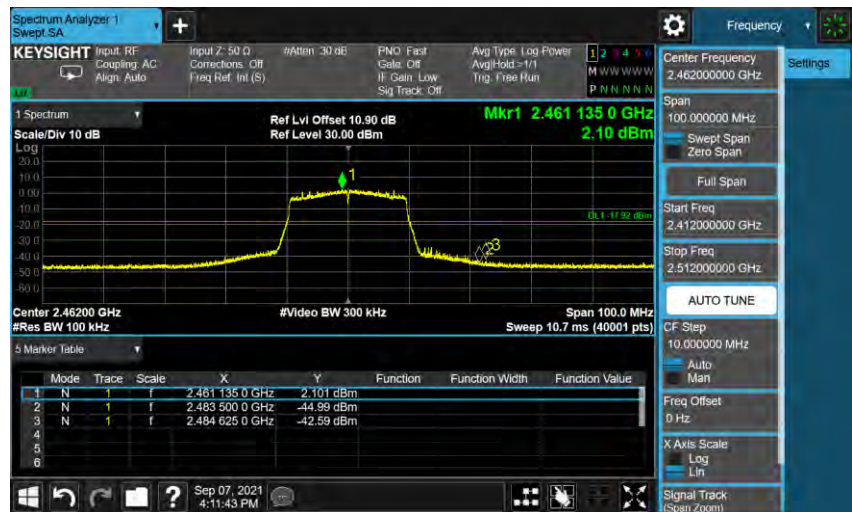 Spectrum Analyzer 1
Swept SA
Frequency
KEYSIGHT
Input: RF
Coupling: AC
Align: Auto
Input Z: 50 Ω
Corrections: Off
Freq Ref: Int (S)
#Atten: 30 dB
PNO: Fast
Gate: Off
IF Gain: Low
Sig Track: Off
Avg Type: Log-Power
Avg|Hold:>1/1
Trig: Free Run
1 2 3 4 5 6
M W W W W W
P N N N N N
1 Spectrum
Scale/Div 10 dB
Log
Ref Lvl Offset 10.90 dB
Ref Level 30.00 dBm
Mkr1 2.461 135 0 GHz
2.10 dBm
20.0
10.0
0.00
-10.0
-20.0
-30.0
-40.0
-50.0
-60.0
1
DL1 -17.92 dBm
2
3
Center 2.46200 GHz
#Res BW 100 kHz
#Video BW 300 kHz
Span 100.0 MHz
Sweep 10.7 ms (40001 pts)
5 Marker Table
Mode Trace Scale X Y Function Function Width Function Value
1 N 1 f 2.461 135 0 GHz 2.101 dBm
2 N 1 f 2.483 500 0 GHz -44.99 dBm
3 N 1 f 2.484 625 0 GHz -42.59 dBm
4
5
6
?
Sep 07, 2021
4:11:43 PM
Center Frequency
2.462000000 GHz
Settings
Span
100.000000 MHz
Swept Span
Zero Span
Full Span
Start Freq
2.412000000 GHz
Stop Freq
2.512000000 GHz
AUTO TUNE
CF Step
10.000000 MHz
Auto
Man
Freq Offset
0 Hz
X Axis Scale
Log
Lin
Signal Track
(Span Zoom)